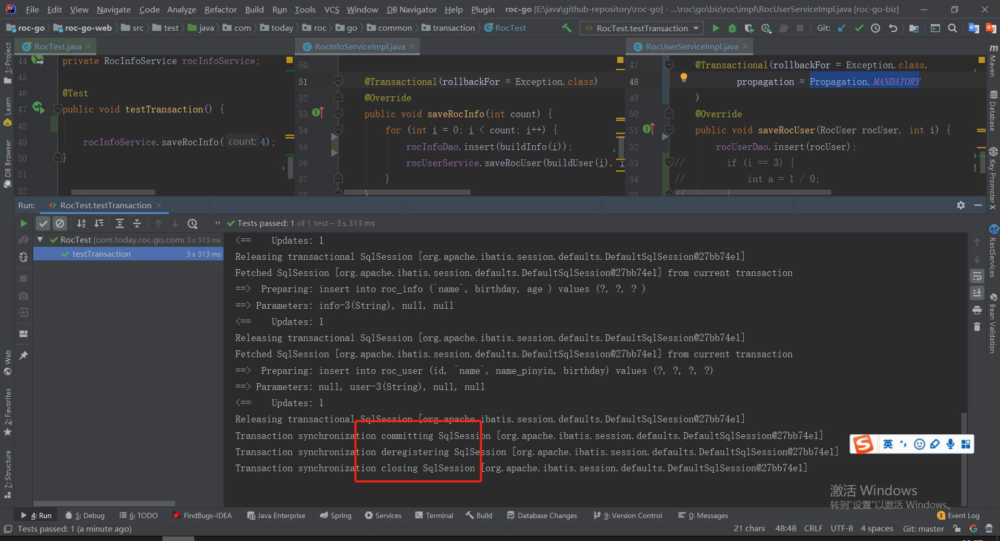 File Edit View Navigate Code Analyze Refactor Build Run Tools VCS Window DB Navigator Help Plugin roc-go [E:\java\github-repository\roc-go] - ...\roc\go\biz\roc\impl\RocUserServiceImpl.java [roc-go-biz]
roc-go roc-go-web src test java com today roc go common transaction RocTest RocTest.testTransaction Git:
RocTest.java
44 private RocInfoService rocInfoService;
45
46 @Test
47 public void testTransaction() {
48
49 rocInfoService.saveRocInfo( count: 4);
50 }
51
52
RocInfoServiceImpl.java
50
51 @Transactional(rollbackFor = Exception.class)
52 @Override
53 public void saveRocInfo(int count) {
54 for (int i = 0; i < count; i++) {
55 rocInfoDao.insert(buildInfo(i));
56 rocUserService.saveRocUser(buildUser(i), i
57 }
58 }
RocUserServiceImpl.java
47 @Transactional(rollbackFor = Exception.class,
48 propagation = Propagation.MANDATORY
49 )
50 @Override
51 public void saveRocUser(RocUser rocUser, int i) {
52 rocUserDao.insert(rocUser);
53 // if (i == 3) {
54 // int a = 1 / 0;
55 // }
Run: RocTest.testTransaction
Tests passed: 1 of 1 test – 3 s 313 ms
RocTest (com.today.roc.go.comm 3 s 313 ms
testTransaction 3 s 313 ms
<== Updates: 1
Releasing transactional SqlSession [org.apache.ibatis.session.defaults.DefaultSqlSession@27bb74e1]
Fetched SqlSession [org.apache.ibatis.session.defaults.DefaultSqlSession@27bb74e1] from current transaction
==> Preparing: insert into roc_info (`name`, birthday, age ) values (?, ?, ? )
==> Parameters: info-3(String), null, null
<== Updates: 1
Releasing transactional SqlSession [org.apache.ibatis.session.defaults.DefaultSqlSession@27bb74e1]
Fetched SqlSession [org.apache.ibatis.session.defaults.DefaultSqlSession@27bb74e1] from current transaction
==> Preparing: insert into roc_user (id, `name`, name_pinyin, birthday) values (?, ?, ?, ?)
==> Parameters: null, user-3(String), null, null
<== Updates: 1
Releasing transactional SqlSession [org.apache.ibatis.session.defaults.DefaultSqlSession@27bb74e1]
Transaction synchronization committing SqlSession [org.apache.ibatis.session.defaults.DefaultSqlSession@27bb74e1]
Transaction synchronization deregistering SqlSession [org.apache.ibatis.session.defaults.DefaultSqlSession@27bb74e1]
Transaction synchronization closing SqlSession [org.apache.ibatis.session.defaults.DefaultSqlSession@27bb74e1]
英
激活 Windows
转到“设置”以激活 Windows。
1: Project
Learn
DB Browser
Web
2: Favorites
7: Structure
Maven
Database
Key Promoter X
RestServices
Bean Validation
4: Run 5: Debug 6: TODO FindBugs-IDEA Java Enterprise Spring Services Terminal Build Database Changes 9: Version Control 0: Messages 3 Event Log
Tests passed: 1 (a minute ago) 21 chars 48:48 CRLF UTF-8 4 spaces Git: master